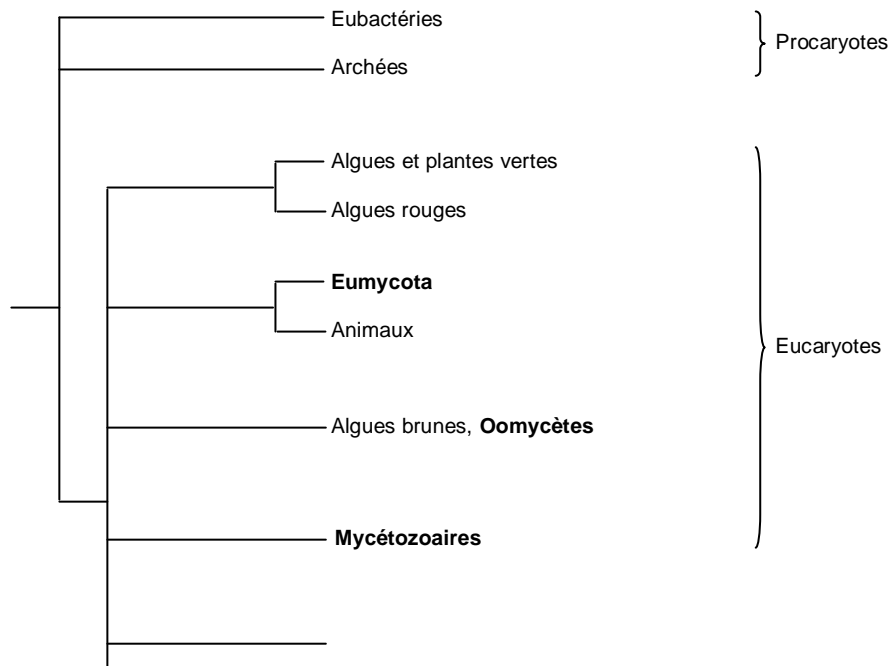 Eubactéries
Procaryotes
Archées
Algues et plantes vertes
Algues rouges
Eumycota
Animaux
Eucaryotes
Algues brunes, Oomycètes
Mycétozoaires